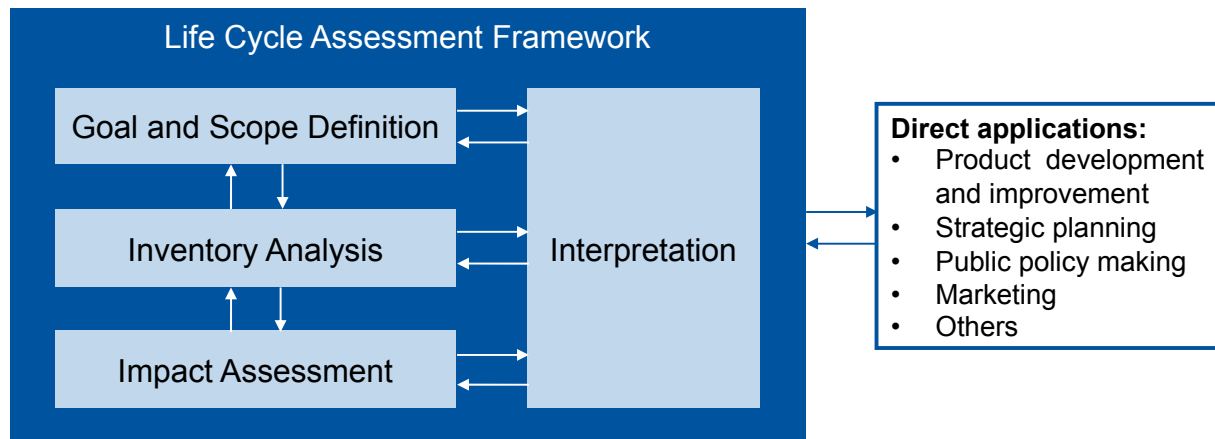 Life Cycle Assessment Framework
Goal and Scope Definition
Inventory Analysis
Impact Assessment
Interpretation
Direct applications:
• Product development
and improvement
• Strategic planning
• Public policy making
• Marketing
• Others